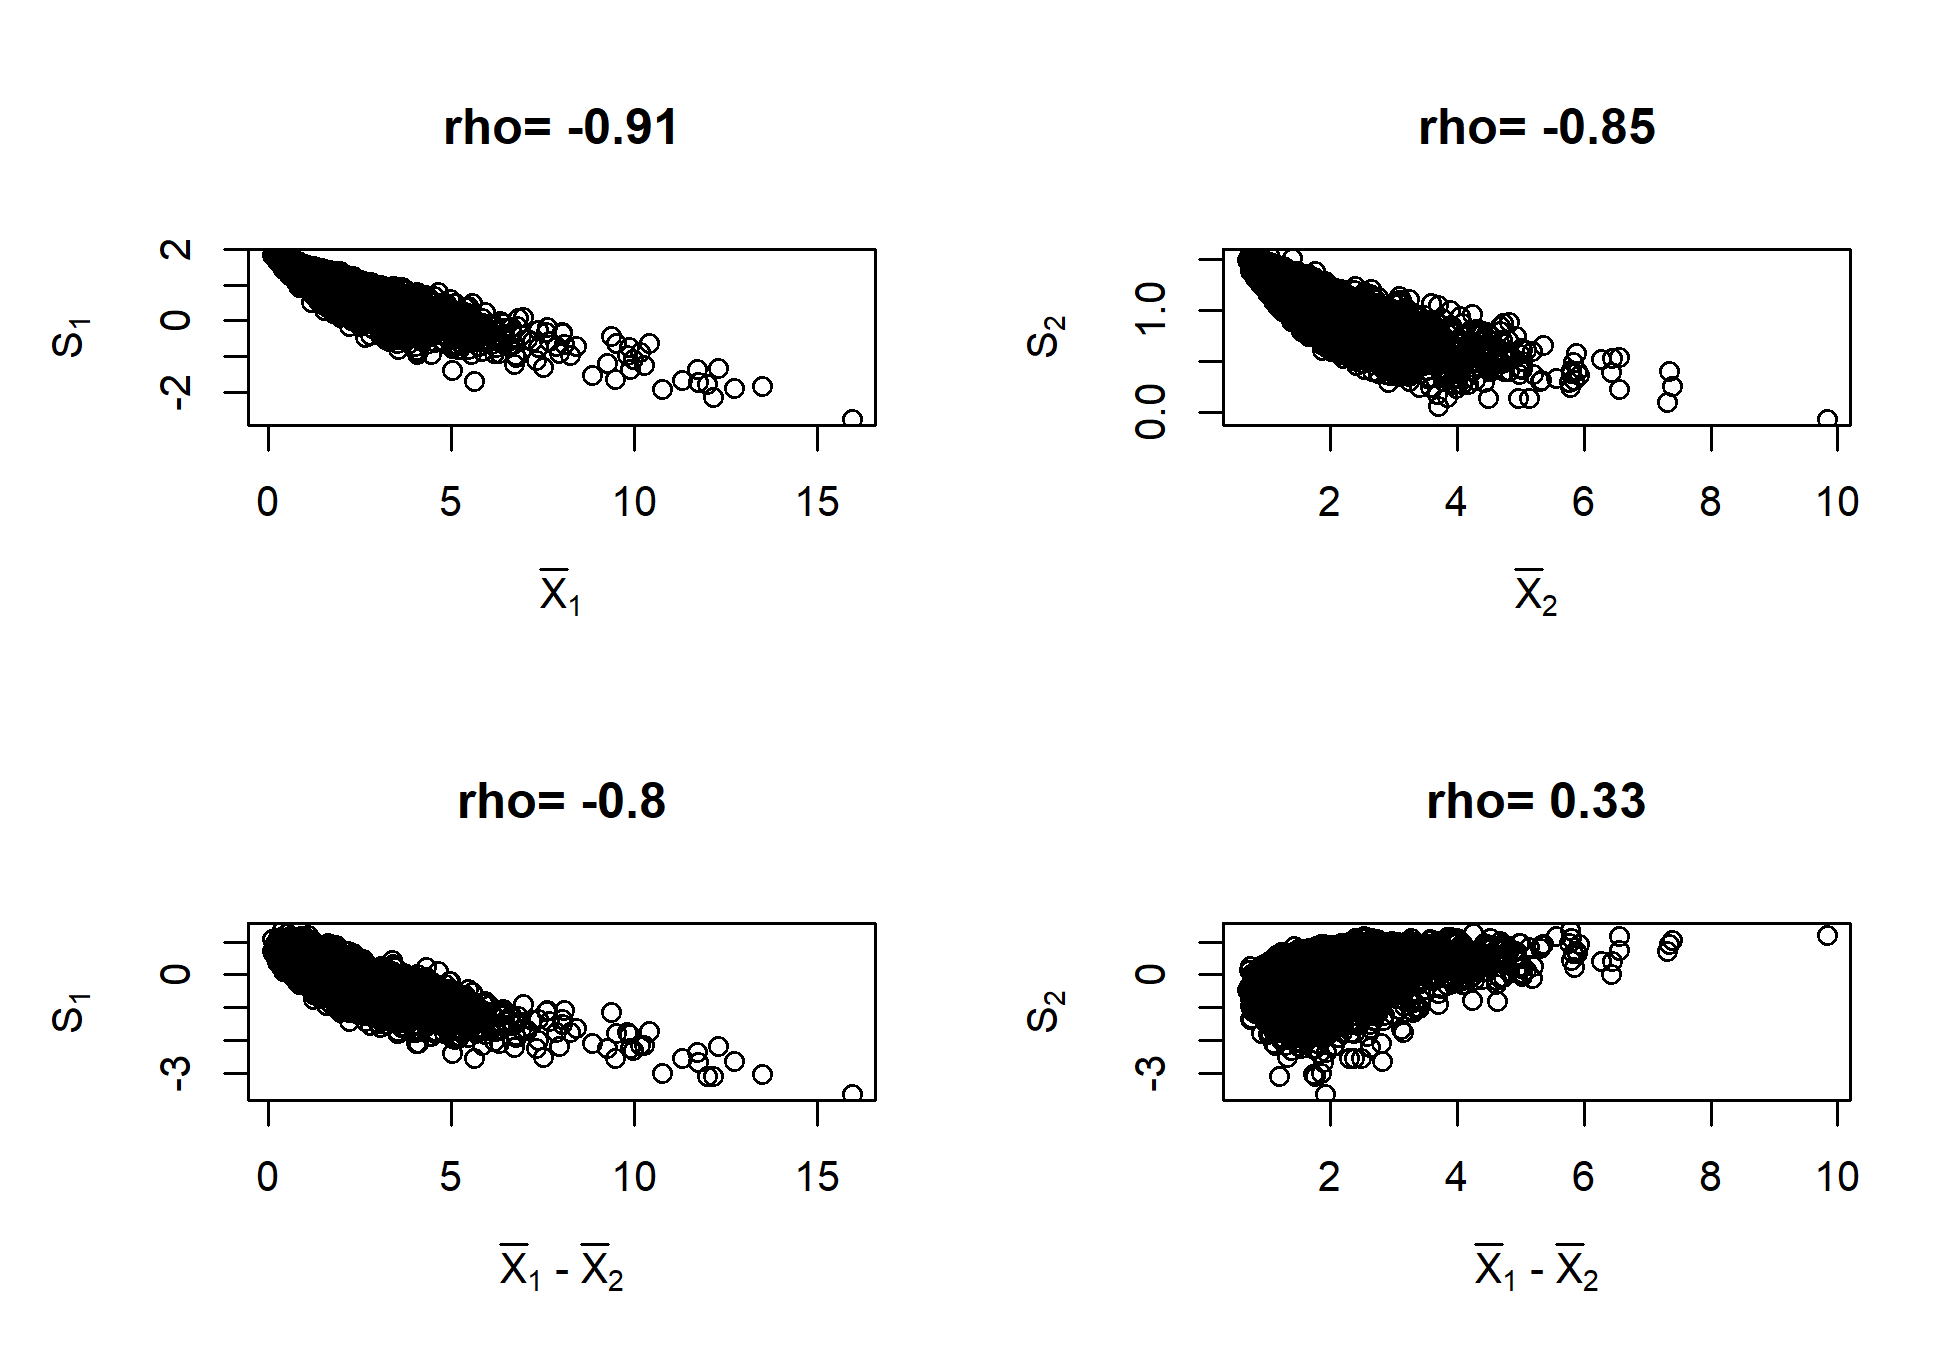 rho= -0.91
S1
2
0
-2
0 5 10 15
X̅1
rho= -0.85
S2
1.0
0.0
2 4 6 8 10
X̅2
rho= -0.8
S1
0
-3
0 5 10 15
X̅1 - X̅2
rho= 0.33
S2
0
-3
2 4 6 8 10
X̅1 - X̅2